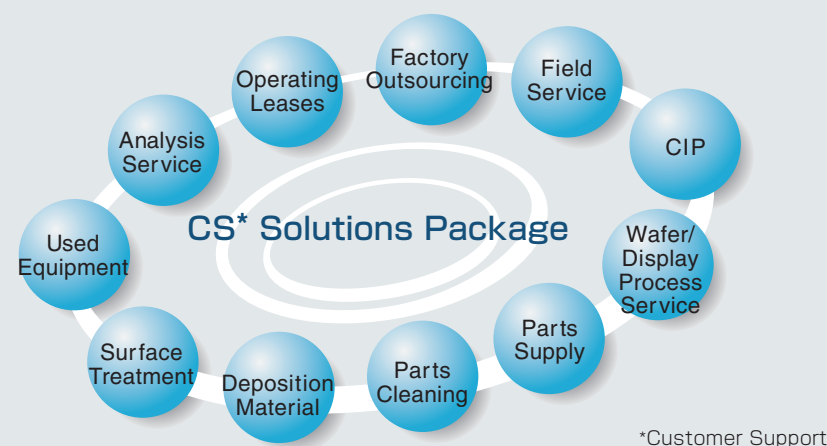 Factory
Outsourcing
Field
Service
Operating
Leases
CIP
Analysis
Service
CS* Solutions Package
Wafer/
Display
Process
Service
Used
Equipment
Parts
Supply
Surface
Treatment
Parts
Cleaning
Deposition
Material
*Customer Support